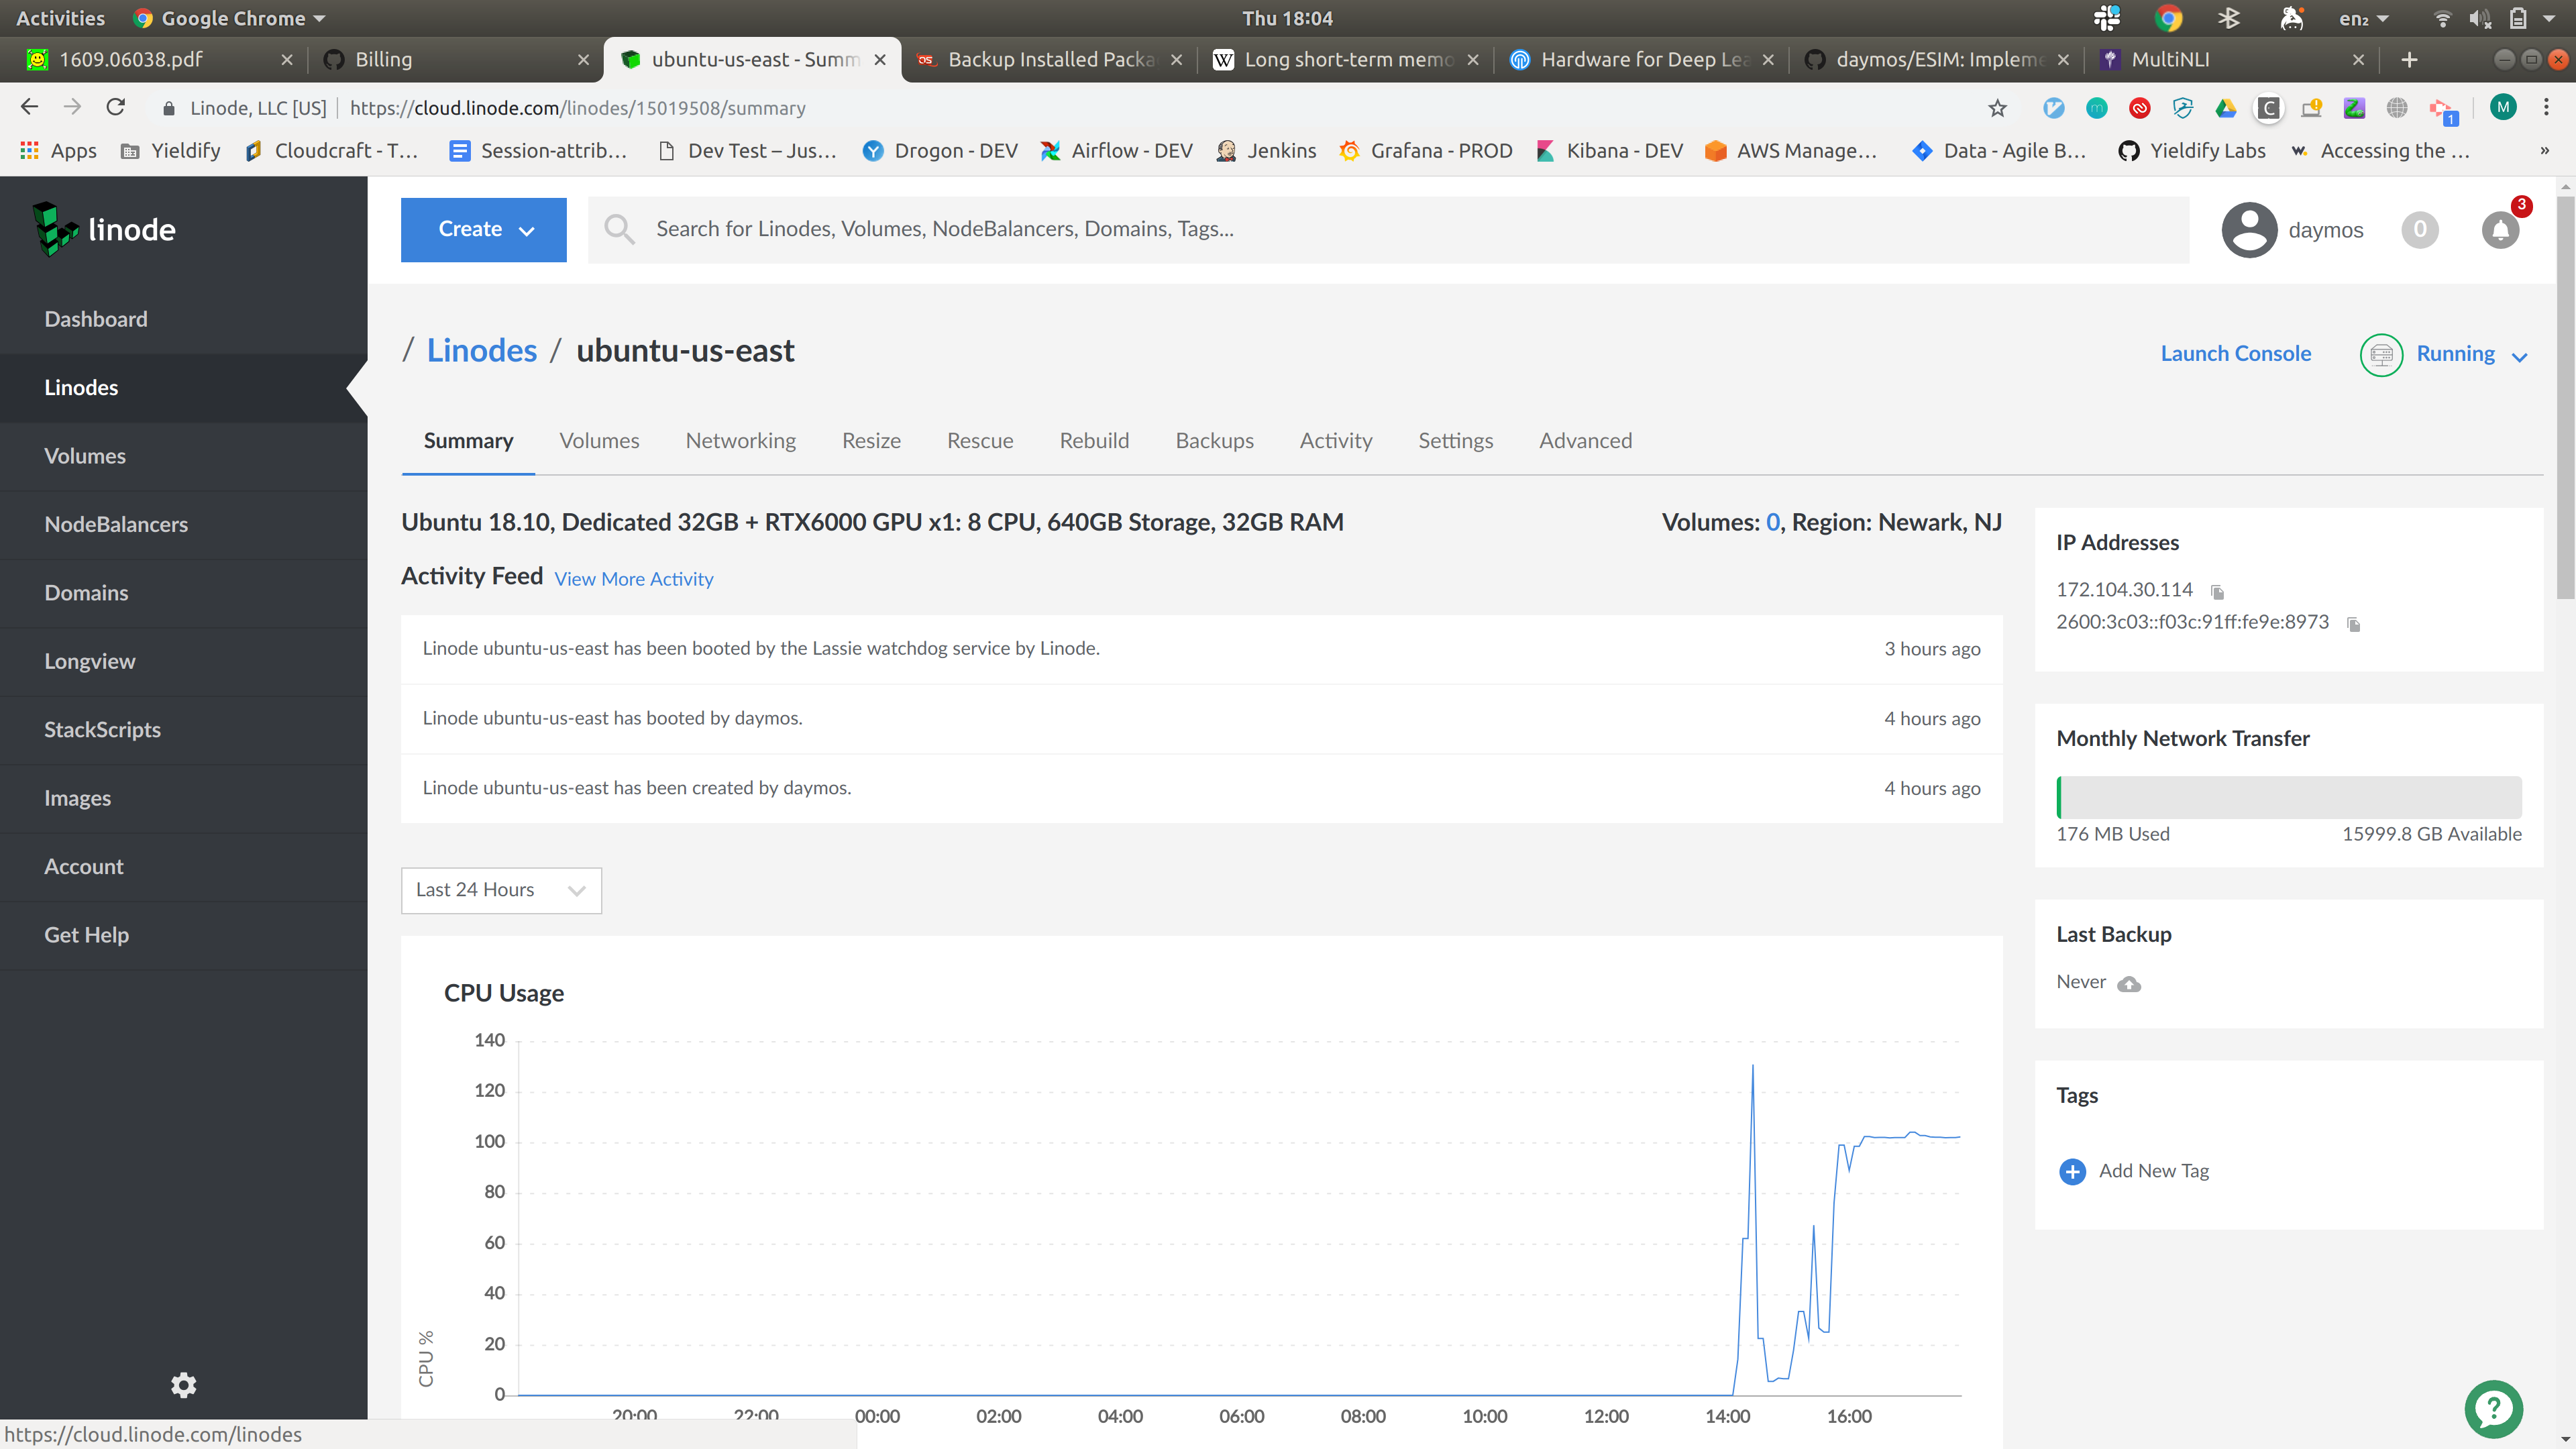 Activities Google Chrome Thu 18:04 en₂
1609.06038.pdf Billing ubuntu-us-east - Summ Backup Installed Packa Long short-term memo Hardware for Deep Lea daymos/ESIM: Impleme MultiNLI
Linode, LLC [US] https://cloud.linode.com/linodes/15019508/summary 1 M
Apps Yieldify Cloudcraft - T... Session-attrib... Dev Test – Jus... Drogon - DEV Airflow - DEV Jenkins Grafana - PROD Kibana - DEV AWS Manage... Data - Agile B... Yieldify Labs Accessing the ... »
linode
Create Search for Linodes, Volumes, NodeBalancers, Domains, Tags... daymos 0 3
Dashboard
Linodes
Volumes
NodeBalancers
Domains
Longview
StackScripts
Images
Account
Get Help
/ Linodes / ubuntu-us-east Launch Console Running
Summary Volumes Networking Resize Rescue Rebuild Backups Activity Settings Advanced
Ubuntu 18.10, Dedicated 32GB + RTX6000 GPU x1: 8 CPU, 640GB Storage, 32GB RAM Volumes: 0, Region: Newark, NJ
Activity Feed View More Activity
Linode ubuntu-us-east has been booted by the Lassie watchdog service by Linode. 3 hours ago
Linode ubuntu-us-east has booted by daymos. 4 hours ago
Linode ubuntu-us-east has been created by daymos. 4 hours ago
Last 24 Hours
CPU Usage
140
120
100
80
60
40
20
0
CPU %
20:00 22:00 00:00 02:00 04:00 06:00 08:00 10:00 12:00 14:00 16:00
IP Addresses
172.104.30.114
2600:3c03::f03c:91ff:fe9e:8973
Monthly Network Transfer
176 MB Used 15999.8 GB Available
Last Backup
Never
Tags
Add New Tag
https://cloud.linode.com/linodes